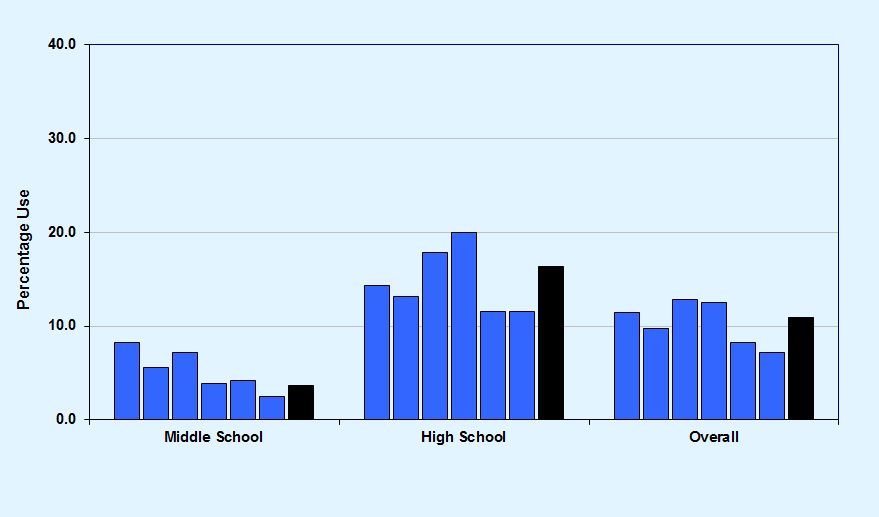 40.0
30.0
20.0
10.0
0.0
Percentage Use
Middle School
High School
Overall